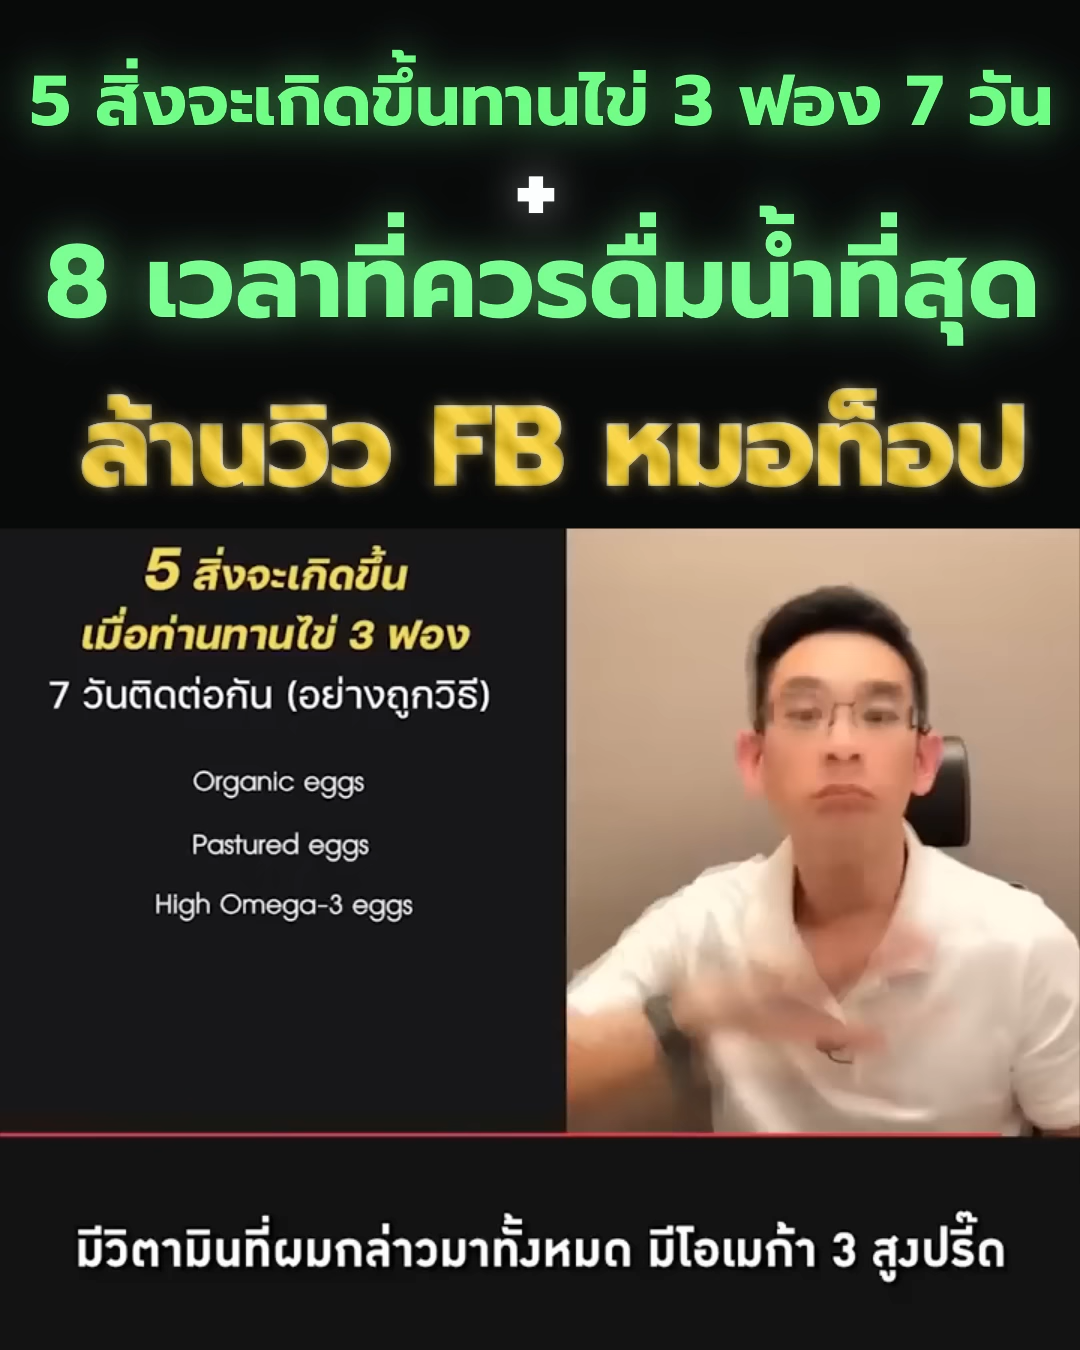 5 สิ่งจะเกิดขึ้นทานไข่ 3 ฟอง 7 วัน
+
8 เวลาที่ควรดื่มน้ำที่สุด
ล้านวิว FB หมอท็อป
5 สิ่งจะเกิดขึ้น
เมื่อท่านทานไข่ 3 ฟอง
7 วันติดต่อกัน (อย่างถูกวิธี)
Organic eggs
Pastured eggs
High Omega-3 eggs
มีวิตามินที่ผมกล่าวมาทั้งหมด มีโอเมก้า 3 สูงปรี๊ด